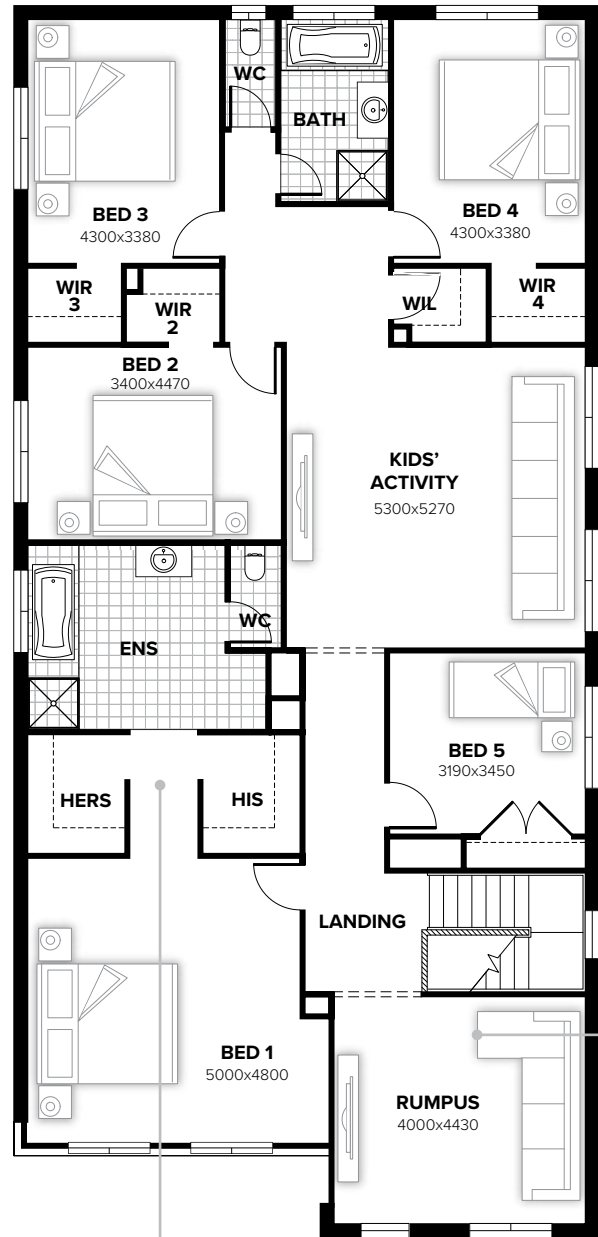 WC
BATH
BED 3
4300x3380
BED 4
4300x3380
WIR
3
WIR
2
WIL
WIR
4
BED 2
3400x4470
KIDS’
ACTIVITY
5300x5270
WC
ENS
BED 5
3190x3450
HERS
HIS
LANDING
BED 1
5000x4800
RUMPUS
4000x4430